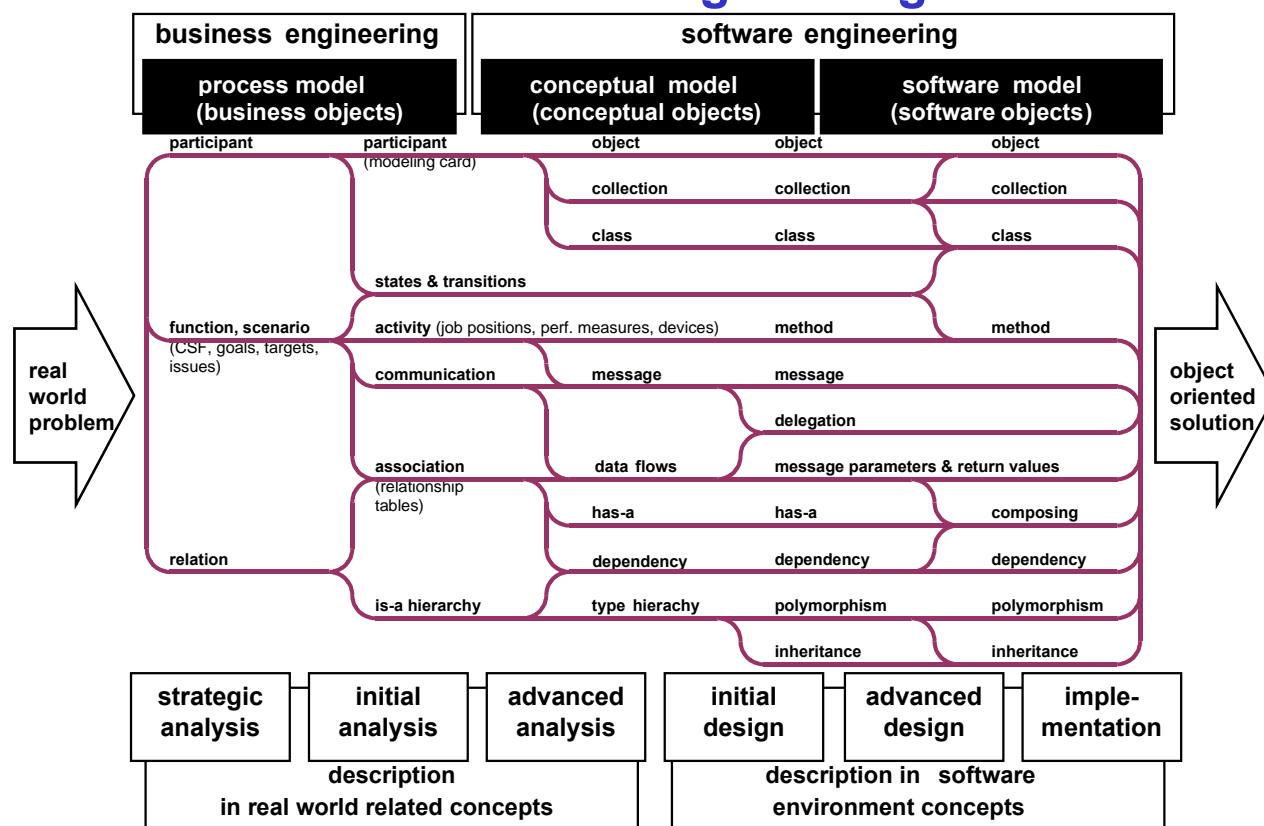 business engineering
software engineering
process model
(business objects)
conceptual model
(conceptual objects)
software model
(software objects)
participant
participant
(modeling card)
object
object
object
collection
collection
collection
class
class
class
states & transitions
function, scenario
(CSF, goals, targets,
issues)
activity (job positions, perf. measures, devices)
method
method
real
world
problem
communication
message
message
object
oriented
solution
delegation
association
(relationship
tables)
data flows
message parameters & return values
has-a
has-a
composing
relation
dependency
dependency
dependency
is-a hierarchy
type hierachy
polymorphism
polymorphism
inheritance
inheritance
strategic
analysis
initial
analysis
advanced
analysis
initial
design
advanced
design
imple-
mentation
description
in real world related concepts
description in software
environment concepts